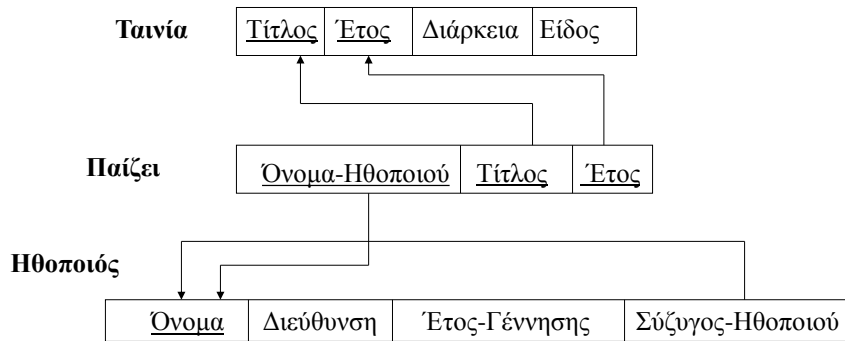 Ταινία Τίτλος Έτος Διάρκεια Είδος
Παίζει Όνομα-Ηθοποιού Τίτλος Έτος
Ηθοποιός
Όνομα Διεύθυνση Έτος-Γέννησης Σύζυγος-Ηθοποιού